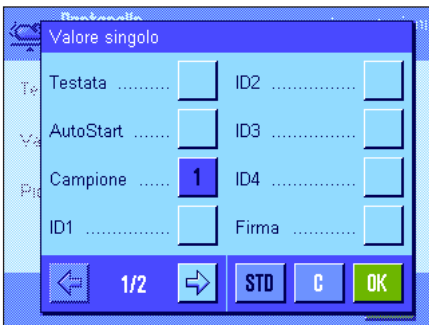 Valore singolo
Testata .......... 
AutoStart .......
Campione ...... 1
ID1 ...............
ID2 ................
ID3 ................
ID4 ................
Firma .............
1/2
STD
C
OK